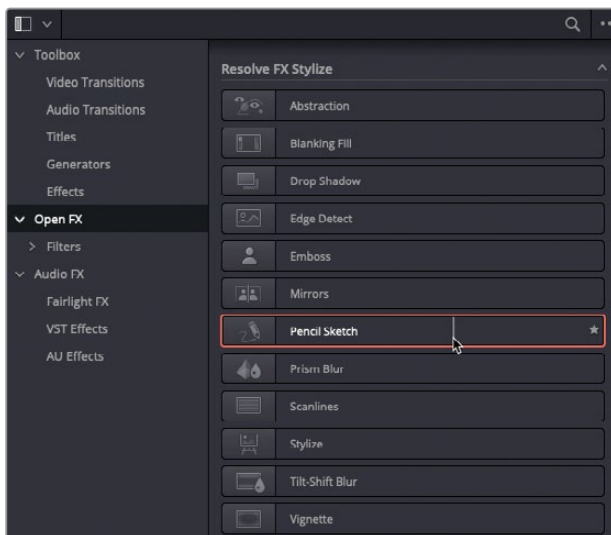 Toolbox
Video Transitions
Audio Transitions
Titles
Generators
Effects
Open FX
Filters
Audio FX
Fairlight FX
VST Effects
AU Effects
Resolve FX Stylize
Abstraction
Blanking Fill
Drop Shadow
Edge Detect
Emboss
Mirrors
Pencil Sketch
Prism Blur
Scanlines
Stylize
Tilt-Shift Blur
Vignette